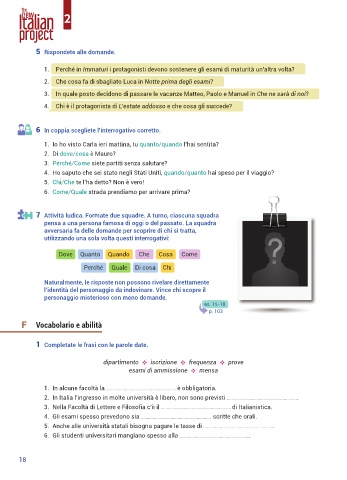 The
new
Italian
project
2
5 Rispondete alle domande.
1. Perché in Immaturi i protagonisti devono sostenere gli esami di maturità un'altra volta?
2. Che cosa fa di sbagliato Luca in Notte prima degli esami?
3. In quale posto decidono di passare le vacanze Matteo, Paolo e Manuel in Che ne sarà di noi?
4. Chi è il protagonista di L'estate addosso e che cosa gli succede?
6 In coppia scegliete l'interrogativo corretto.
1. Io ho visto Carla ieri mattina, tu quanto/quando l'hai sentita?
2. Di dove/cosa è Mauro?
3. Perché/Come siete partiti senza salutare?
4. Ho saputo che sei stato negli Stati Uniti, quando/quanto hai speso per il viaggio?
5. Chi/Che te l'ha detto? Non è vero!
6. Come/Quale strada prendiamo per arrivare prima?
7 Attività ludica. Formate due squadre. A turno, ciascuna squadra
pensa a una persona famosa di oggi o del passato. La squadra
avversaria fa delle domande per scoprire di chi si tratta,
utilizzando una sola volta questi interrogativi:
Dove Quanto Quando Che Cosa Come
Perché Quale Di cosa Chi
?
Naturalmente, le risposte non possono rivelare direttamente
l'identità del personaggio da indovinare. Vince chi scopre il
personaggio misterioso con meno domande.
es. 15-18
p. 103
F Vocabolario e abilità
1 Completate le frasi con le parole date.
dipartimento ❖ iscrizione ❖ frequenza ❖ prove
esami di ammissione ❖ mensa
1. In alcune facoltà la ........................................ è obbligatoria.
2. In Italia l'ingresso in molte università è libero, non sono previsti ........................................
3. Nella Facoltà di Lettere e Filosofia c'è il ........................................ di Italianistica.
4. Gli esami spesso prevedono sia ........................................ scritte che orali.
5. Anche alle università statali bisogna pagare le tasse di ........................................
6. Gli studenti universitari mangiano spesso alla ........................................
18